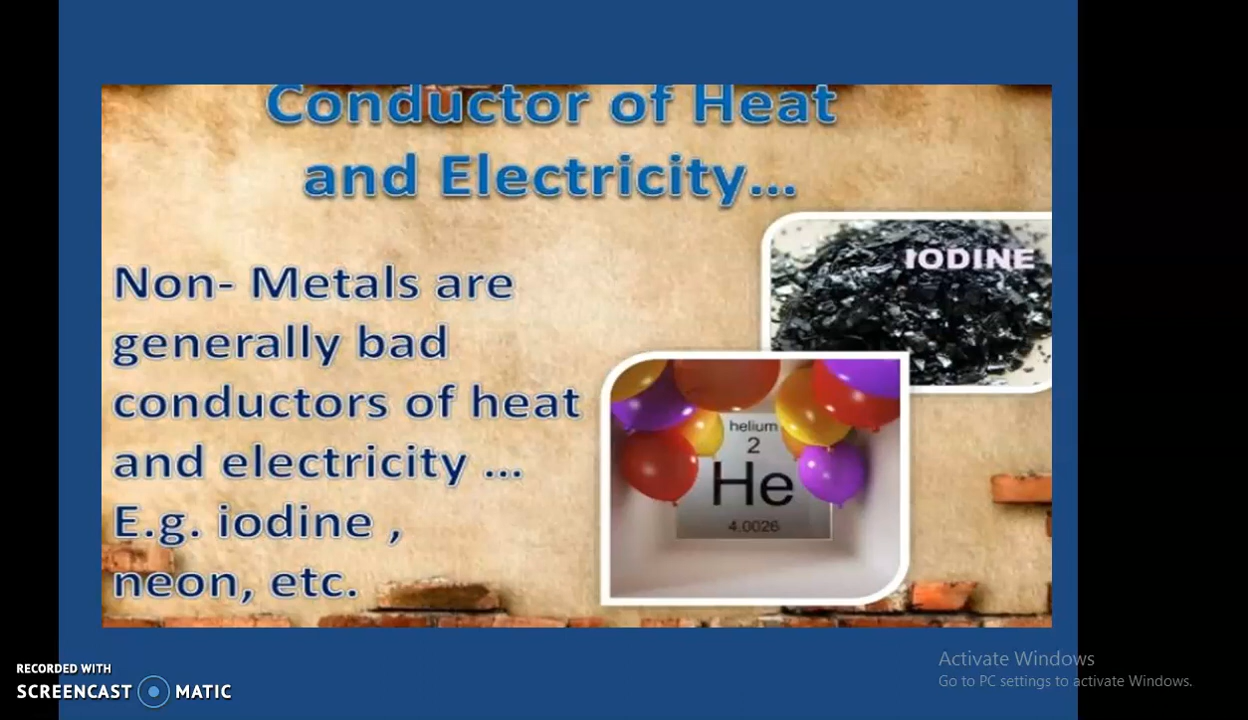 Conductor of Heat
and Electricity...
IODINE
Non- Metals are
generally bad
conductors of heat
and electricity ...
E.g. iodine ,
neon, etc.
helium
2
He
4.0026
Activate Windows
Go to PC settings to activate Windows.
RECORDED WITH
SCREENCAST MATIC